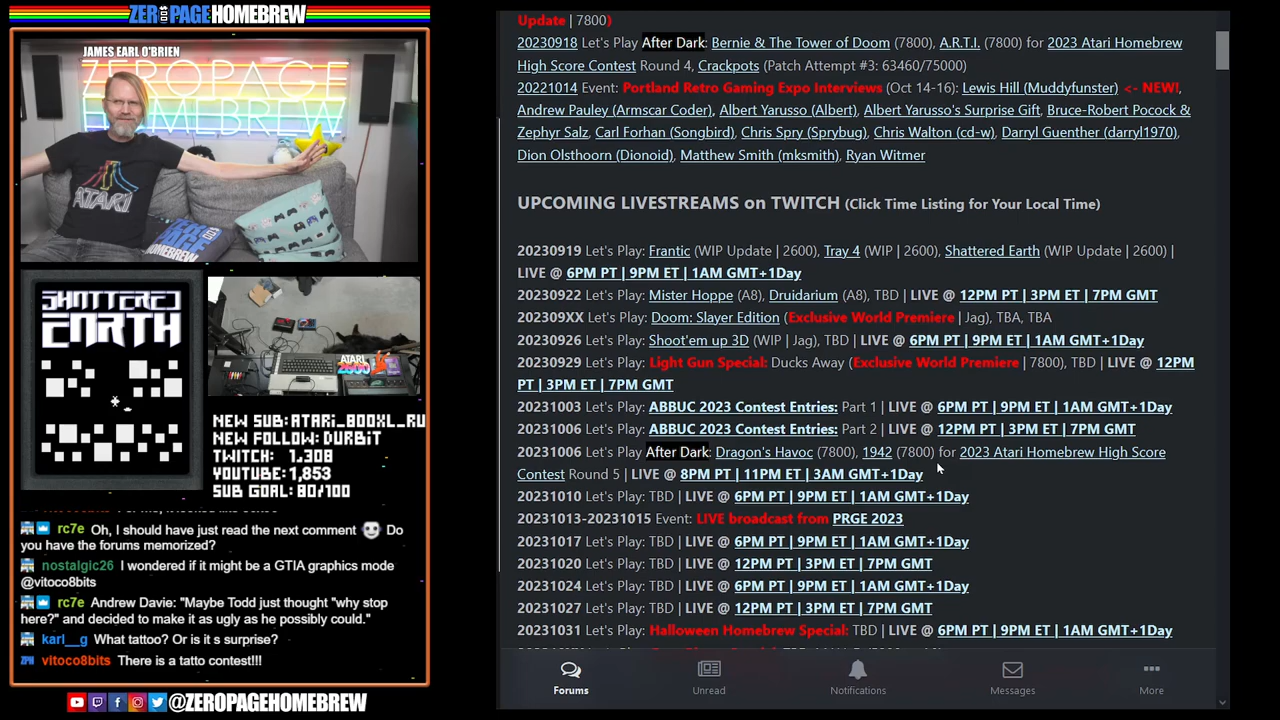 ZEROPAGEHOMEBREW
JAMES EARL O'BRIEN
ZEROPAGE
HOMEBREW
ATARI
ZEROPAGE
HOMEBREW
SHATTERED
EARTH
ATARI
2600
NEW SUB: ATARI_800XL_RU
NEW FOLLOW: DURBIT
TWITCH: 1,308
YOUTUBE: 1,853
SUB GOAL: 80/100
rc7e Oh, I should have just read the next comment Do
you have the forums memorized?
nostalgic26 I wondered if it might be a GTIA graphics mode
@vitoco8bits
rc7e Andrew Davie: "Maybe Todd just thought "why stop
here?" and decided to make it as ugly as he possibly could."
karl__g What tattoo? Or is it s surprise?
vitoco8bits There is a tatto contest!!!
@ZEROPAGEHOMEBREW
Update | 7800)
20230918 Let's Play After Dark: Bernie & The Tower of Doom (7800), A.R.T.I. (7800) for 2023 Atari Homebrew
High Score Contest Round 4, Crackpots (Patch Attempt #3: 63460/75000)
20221014 Event: Portland Retro Gaming Expo Interviews (Oct 14-16): Lewis Hill (Muddyfunster) <- NEW!,
Andrew Pauley (Armscar Coder), Albert Yarusso (Albert), Albert Yarusso's Surprise Gift, Bruce-Robert Pocock &
Zephyr Salz, Carl Forhan (Songbird), Chris Spry (Sprybug), Chris Walton (cd-w), Darryl Guenther (darryl1970),
Dion Olsthoorn (Dionoid), Matthew Smith (mksmith), Ryan Witmer
UPCOMING LIVESTREAMS on TWITCH (Click Time Listing for Your Local Time)
20230919 Let's Play: Frantic (WIP Update | 2600), Tray 4 (WIP | 2600), Shattered Earth (WIP Update | 2600) |
LIVE @ 6PM PT | 9PM ET | 1AM GMT+1Day
20230922 Let's Play: Mister Hoppe (A8), Druidarium (A8), TBD | LIVE @ 12PM PT | 3PM ET | 7PM GMT
202309XX Let's Play: Doom: Slayer Edition (Exclusive World Premiere | Jag), TBA, TBA
20230926 Let's Play: Shoot'em up 3D (WIP | Jag), TBD | LIVE @ 6PM PT | 9PM ET | 1AM GMT+1Day
20230929 Let's Play: Light Gun Special: Ducks Away (Exclusive World Premiere | 7800), TBD | LIVE @ 12PM
PT | 3PM ET | 7PM GMT
20231003 Let's Play: ABBUC 2023 Contest Entries: Part 1 | LIVE @ 6PM PT | 9PM ET | 1AM GMT+1Day
20231006 Let's Play: ABBUC 2023 Contest Entries: Part 2 | LIVE @ 12PM PT | 3PM ET | 7PM GMT
20231006 Let's Play After Dark: Dragon's Havoc (7800), 1942 (7800) for 2023 Atari Homebrew High Score
Contest Round 5 | LIVE @ 8PM PT | 11PM ET | 3AM GMT+1Day
20231010 Let's Play: TBD | LIVE @ 6PM PT | 9PM ET | 1AM GMT+1Day
20231013-20231015 Event: LIVE broadcast from PRGE 2023
20231017 Let's Play: TBD | LIVE @ 6PM PT | 9PM ET | 1AM GMT+1Day
20231020 Let's Play: TBD | LIVE @ 12PM PT | 3PM ET | 7PM GMT
20231024 Let's Play: TBD | LIVE @ 6PM PT | 9PM ET | 1AM GMT+1Day
20231027 Let's Play: TBD | LIVE @ 12PM PT | 3PM ET | 7PM GMT
20231031 Let's Play: Halloween Homebrew Special: TBD | LIVE @ 6PM PT | 9PM ET | 1AM GMT+1Day
Forums
Unread
Notifications
Messages
More